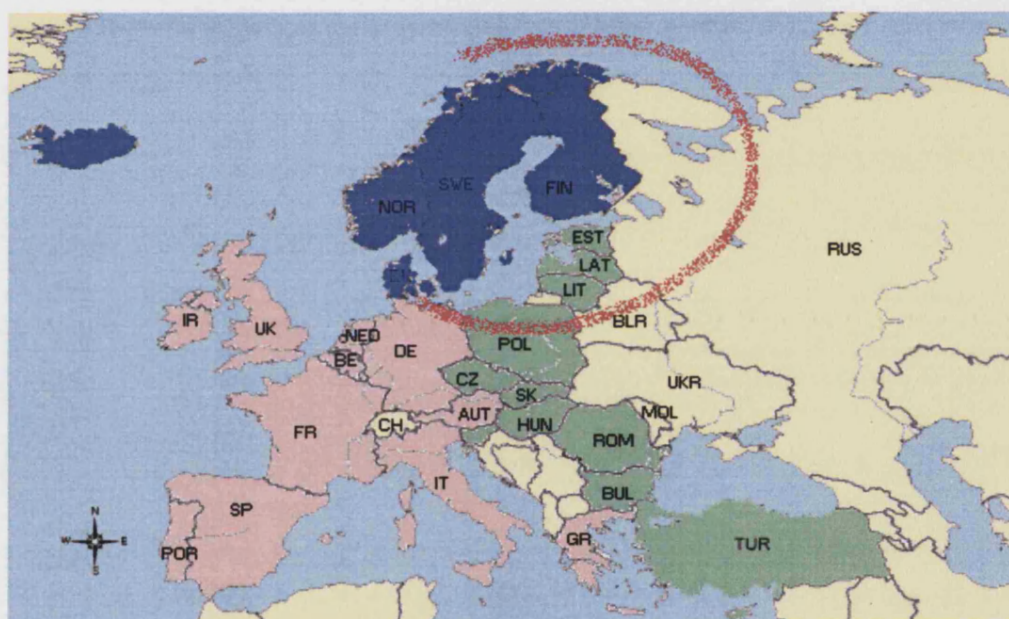 SWE
FIN
NOR
EST
RUS
LAT
LIT
IR
UK
NED
BE
DE
POL
BLR
CZ
UKR
SK
AUT
MOL
CH
HUN
FR
ROM
IT
BUL
SP
N
W E
S
POR
GR
TUR